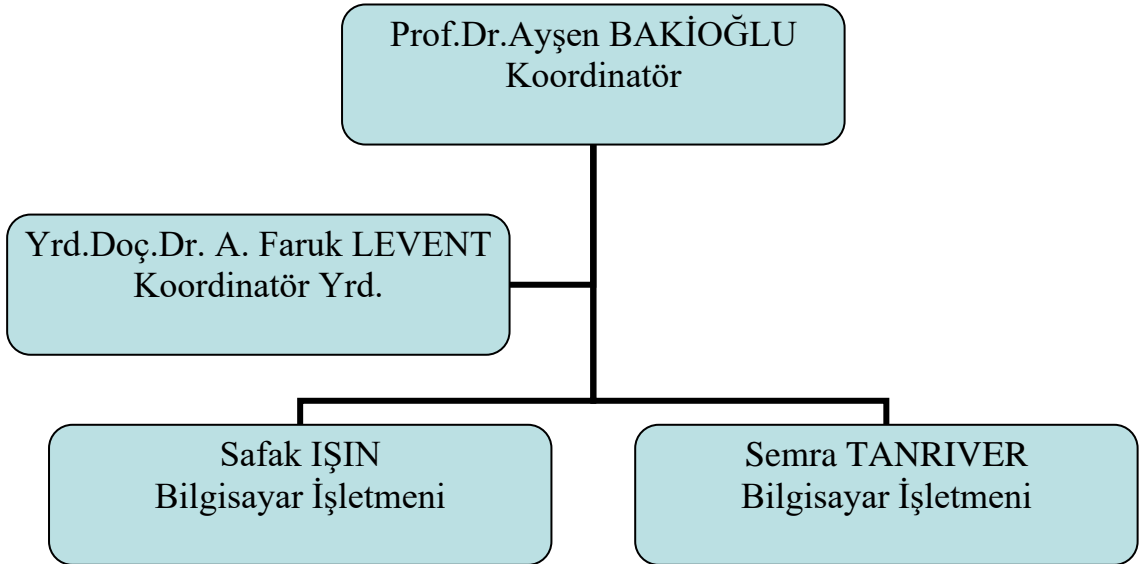 Prof.Dr.Ayşen BAKİOĞLU
Koordinatör
Yrd.Doç.Dr. A. Faruk LEVENT
Koordinatör Yrd.
Safak IŞIN
Bilgisayar İşletmeni
Semra TANRIVER
Bilgisayar İşletmeni